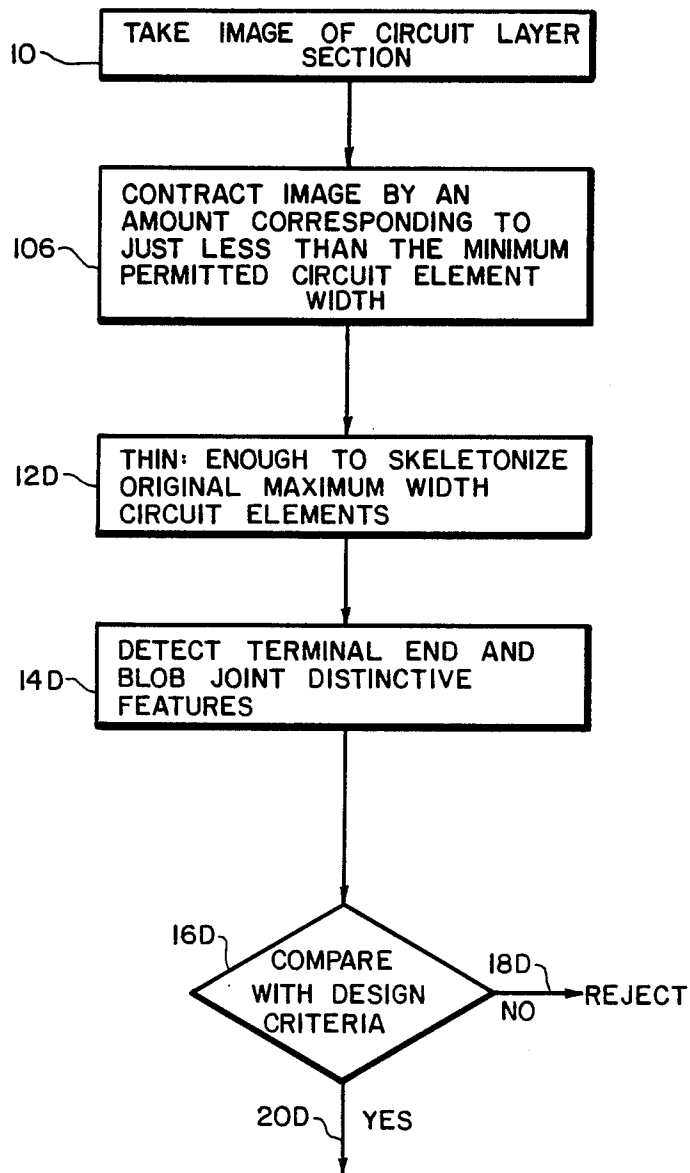 TAKE IMAGE OF CIRCUIT LAYER
SECTION
10
CONTRACT IMAGE BY AN
AMOUNT CORRESPONDING TO
JUST LESS THAN THE MINIMUM
PERMITTED CIRCUIT ELEMENT
WIDTH
106
THIN: ENOUGH TO SKELETONIZE
ORIGINAL MAXIMUM WIDTH
CIRCUIT ELEMENTS
12D
DETECT TERMINAL END AND
BLOB JOINT DISTINCTIVE
FEATURES
14D
16D
COMPARE
WITH DESIGN
CRITERIA
18D
NO
REJECT
20D
YES